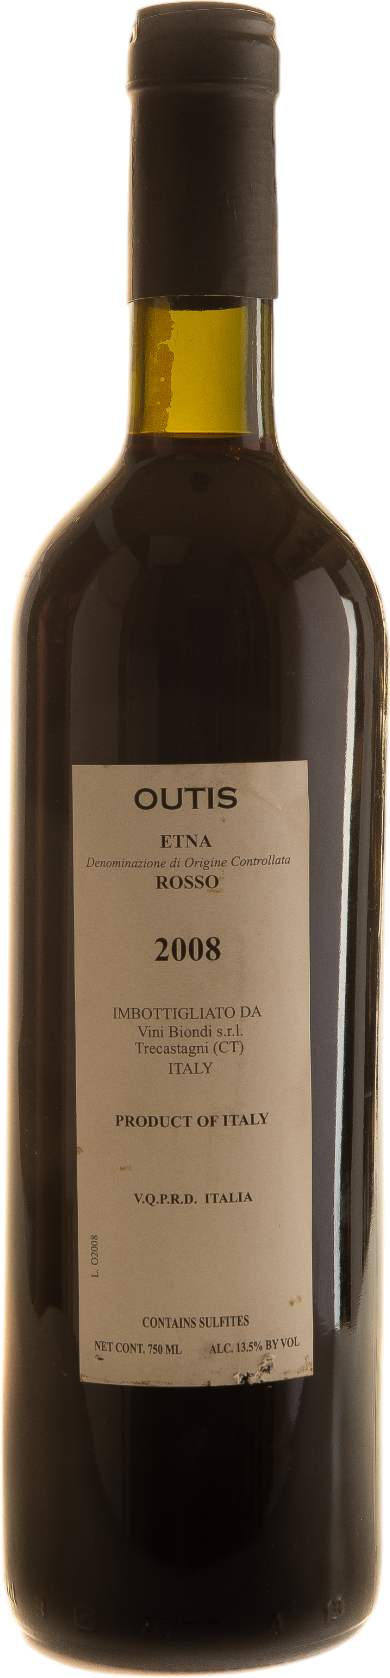 OUTIS
ETNA
Denominazione di Origine Controllata
ROSSO
2008
IMBOTTIGLIATO DA
Vini Biondi s.r.l.
Trecastagni (CT)
ITALY
PRODUCT OF ITALY
V.Q.P.R.D. ITALIA
L. O2008
CONTAINS SULFITES
NET CONT. 750 ML ALC. 13.5% BY VOL